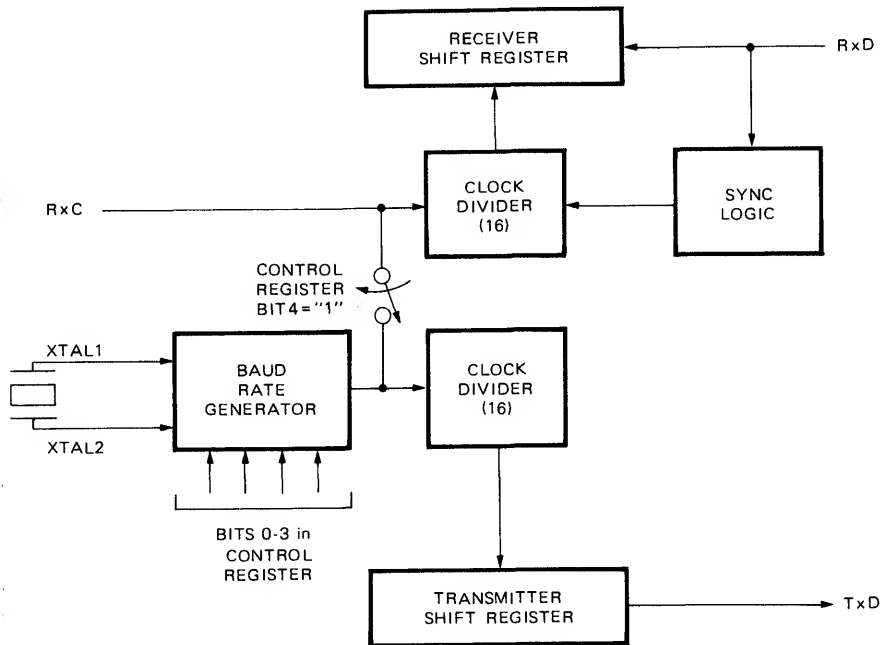 RECEIVER
SHIFT REGISTER
RxD
RxC
CLOCK
DIVIDER
(16)
SYNC
LOGIC
CONTROL
REGISTER
BIT4="1"
XTAL1
XTAL2
BAUD
RATE
GENERATOR
CLOCK
DIVIDER
(16)
BITS 0-3 in
CONTROL
REGISTER
TRANSMITTER
SHIFT REGISTER
TxD